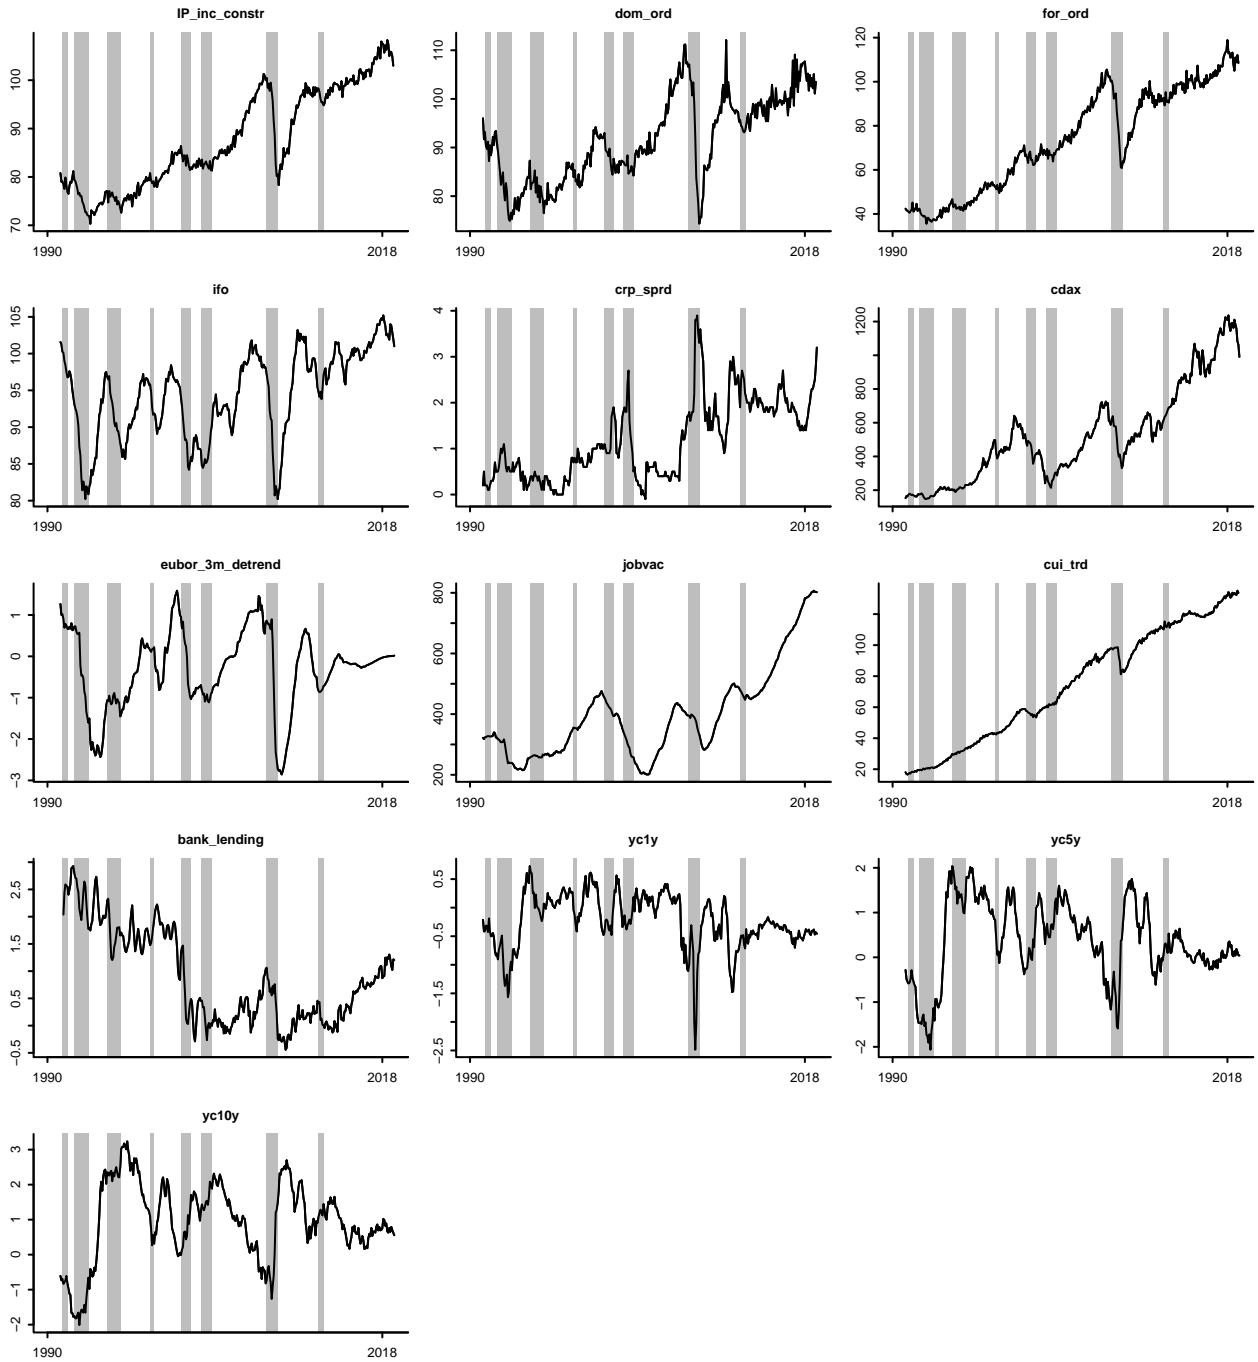 IP_inc_constr
70 80 90 100
1990 2018
dom_ord
80 90 100 110
1990 2018
for_ord
40 60 80 100 120
1990 2018
ifo
80 85 90 95 100 105
1990 2018
crp_sprd
0 1 2 3 4
1990 2018
cdax
200 400 600 800 1200
1990 2018
eubor_3m_detrend
−3 −2 −1 0 1
1990 2018
jobvac
200 400 600 800
1990 2018
cui_trd
20 40 60 80 100
1990 2018
bank_lending
−0.5 0.5 1.5 2.5
1990 2018
yc1y
−2.5 −1.5 −0.5 0.5
1990 2018
yc5y
−2 −1 0 1 2
1990 2018
yc10y
−2 −1 0 1 2 3
1990 2018